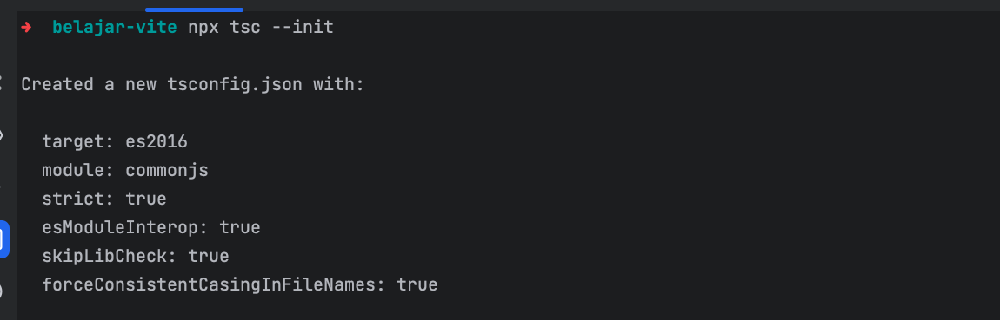 ➜ belajar-vite npx tsc --init
Created a new tsconfig.json with:
target: es2016
module: commonjs
strict: true
esModuleInterop: true
skipLibCheck: true
forceConsistentCasingInFileNames: true